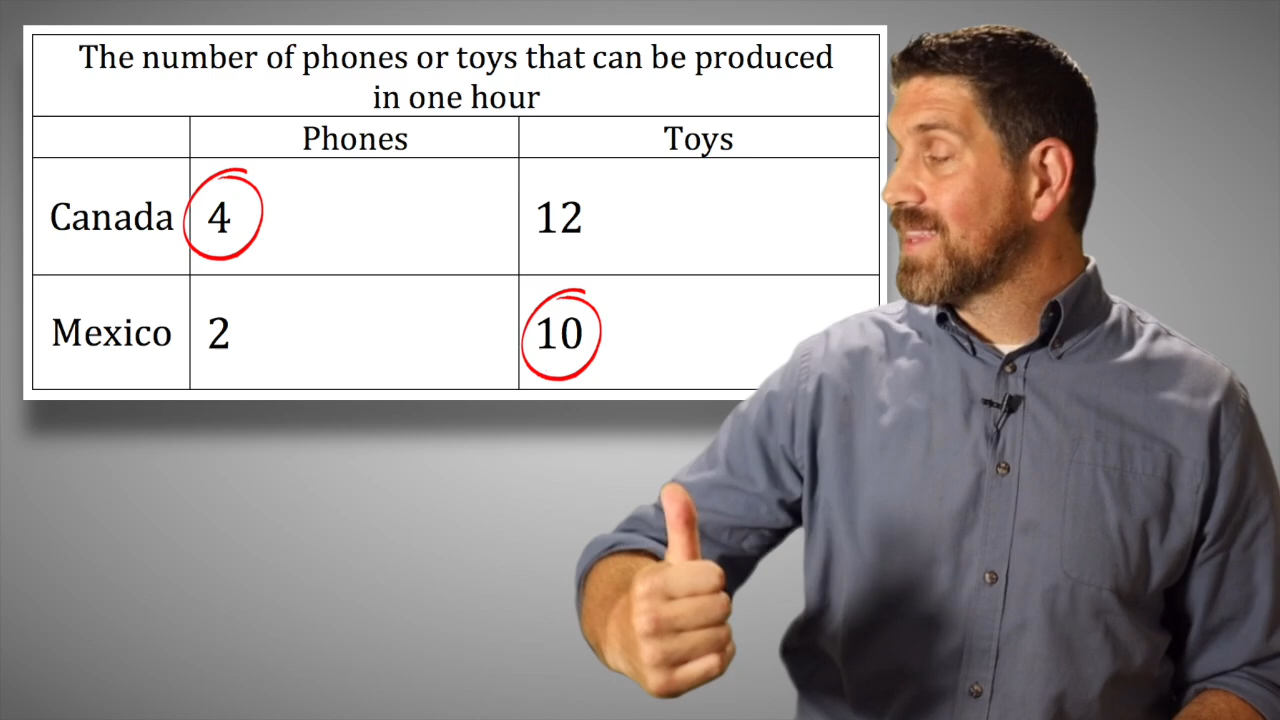 The number of phones or toys that can be produced
in one hour
Phones Toys
Canada 4 12
Mexico 2 10